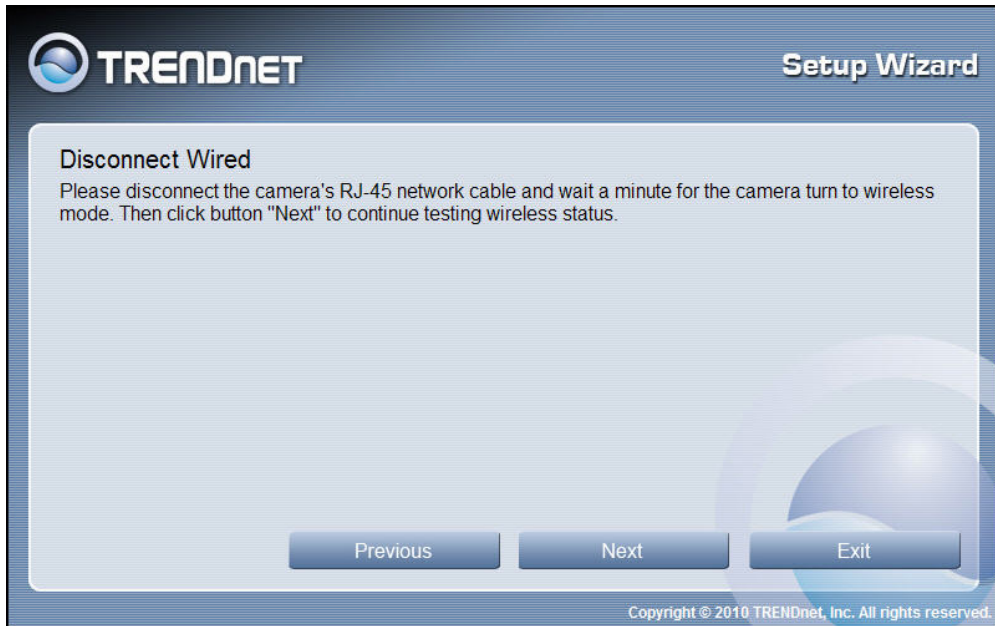 TRENDNET
Setup Wizard
Disconnect Wired
Please disconnect the camera's RJ-45 network cable and wait a minute for the camera turn to wireless
mode. Then click button "Next" to continue testing wireless status.
Previous
Next
Exit
Copyright © 2010 TRENDnet, Inc. All rights reserved.